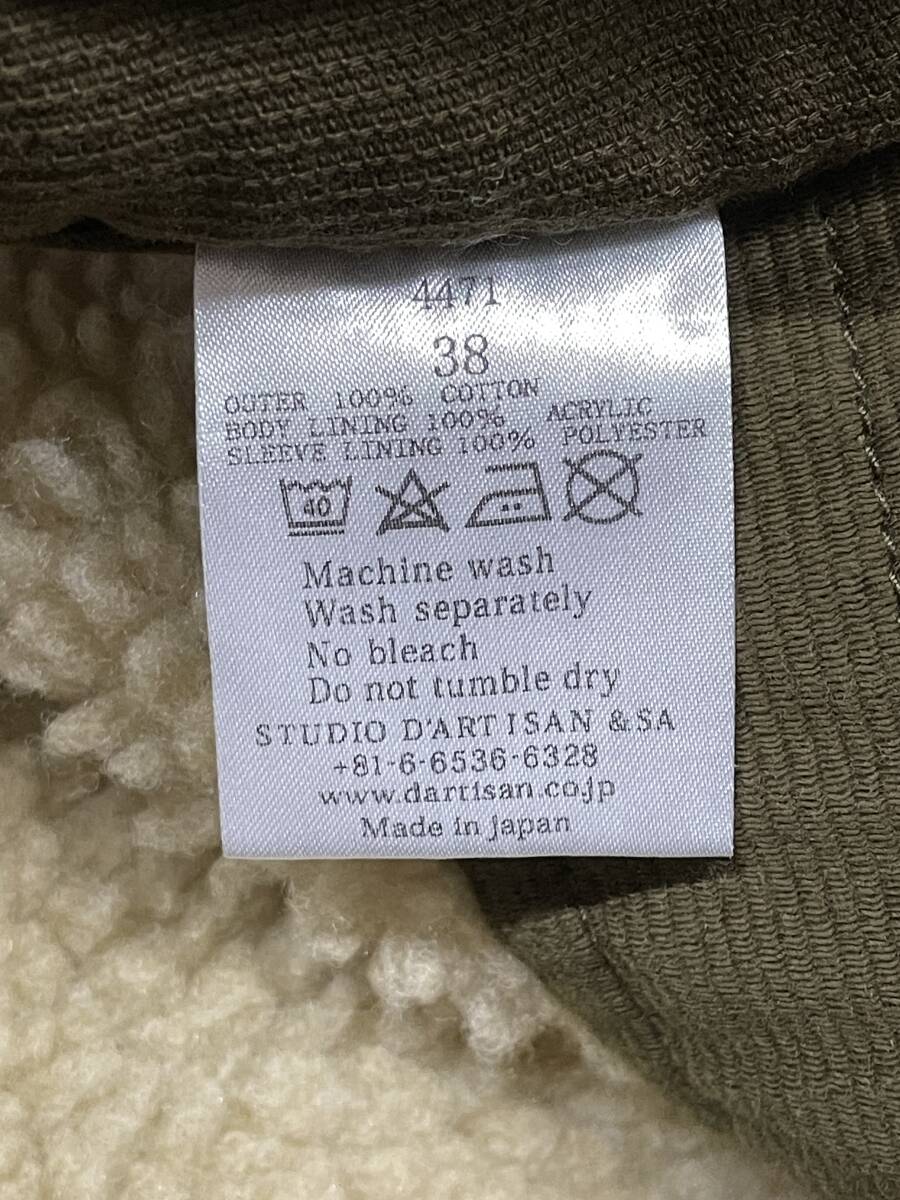 4471
38
OUTER 100% COTTON
BODY LINING 100% ACRYLIC
SLEEVE LINING 100% POLYESTER
40
Machine wash
Wash separately
No bleach
Do not tumble dry
STUDIO D'ARTISAN & SA
+81-6-6536-6328
www.dartisan.co.jp
Made in Japan